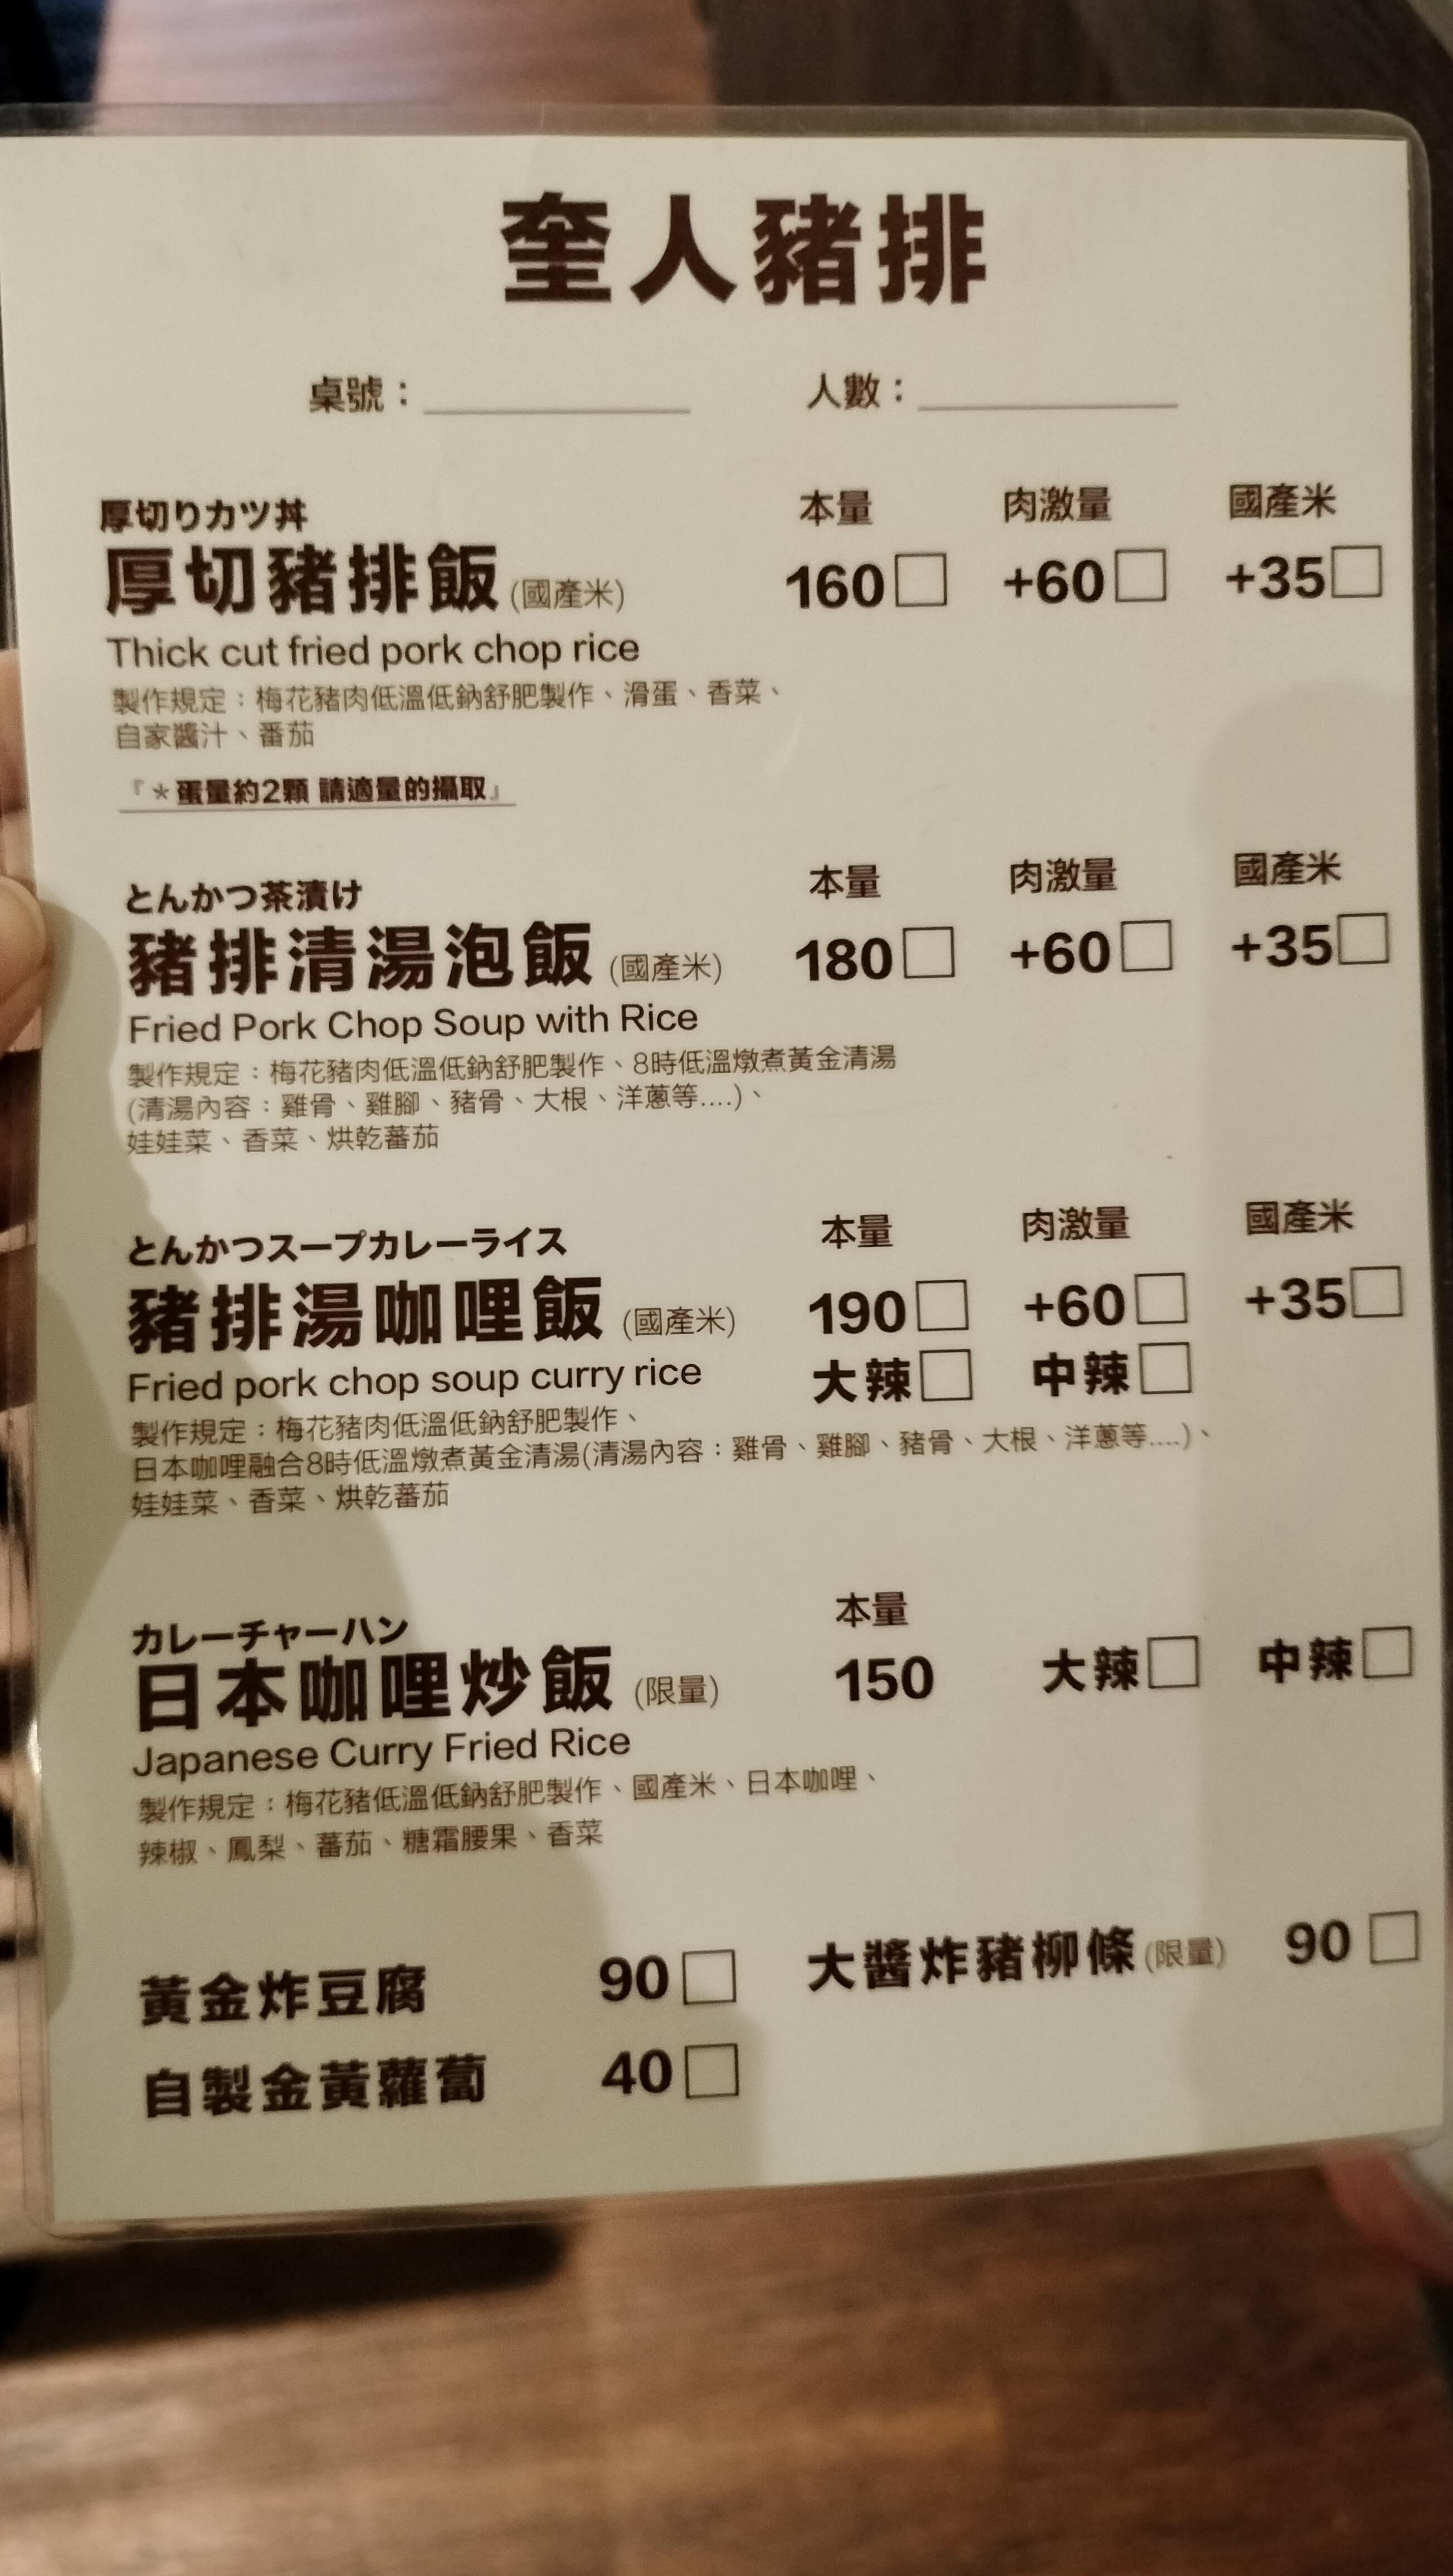 奎人豬排
桌號：________ 人數：________
厚切りカツ丼 本量 肉激量 國產米
厚切豬排飯 (國產米) 160□ +60□ +35□
Thick cut fried pork chop rice
製作規定：梅花豬肉低溫低鈉舒肥製作、滑蛋、香菜、
自家醬汁、番茄
『＊蛋量約2顆 請適量的攝取』
とんかつ茶漬け 本量 肉激量 國產米
豬排清湯泡飯 (國產米) 180□ +60□ +35□
Fried Pork Chop Soup with Rice
製作規定：梅花豬肉低溫低鈉舒肥製作、8時低溫燉煮黃金清湯
(清湯內容：雞骨、雞腳、豬骨、大根、洋蔥等....)、
娃娃菜、香菜、烘乾蕃茄
とんかつスープカレーライス 本量 肉激量 國產米
豬排湯咖哩飯 (國產米) 190□ +60□ +35□
Fried pork chop soup curry rice 大辣□ 中辣□
製作規定：梅花豬肉低溫低鈉舒肥製作、
日本咖哩融合8時低溫燉煮黃金清湯(清湯內容：雞骨、雞腳、豬骨、大根、洋蔥等....)、
娃娃菜、香菜、烘乾蕃茄
カレーチャーハン 本量
日本咖哩炒飯 (限量) 150 大辣□ 中辣□
Japanese Curry Fried Rice
製作規定：梅花豬低溫低鈉舒肥製作、國產米、日本咖哩、
辣椒、鳳梨、蕃茄、糖霜腰果、香菜
黃金炸豆腐 90□ 大醬炸豬柳條(限量) 90□
自製金黃蘿蔔 40□